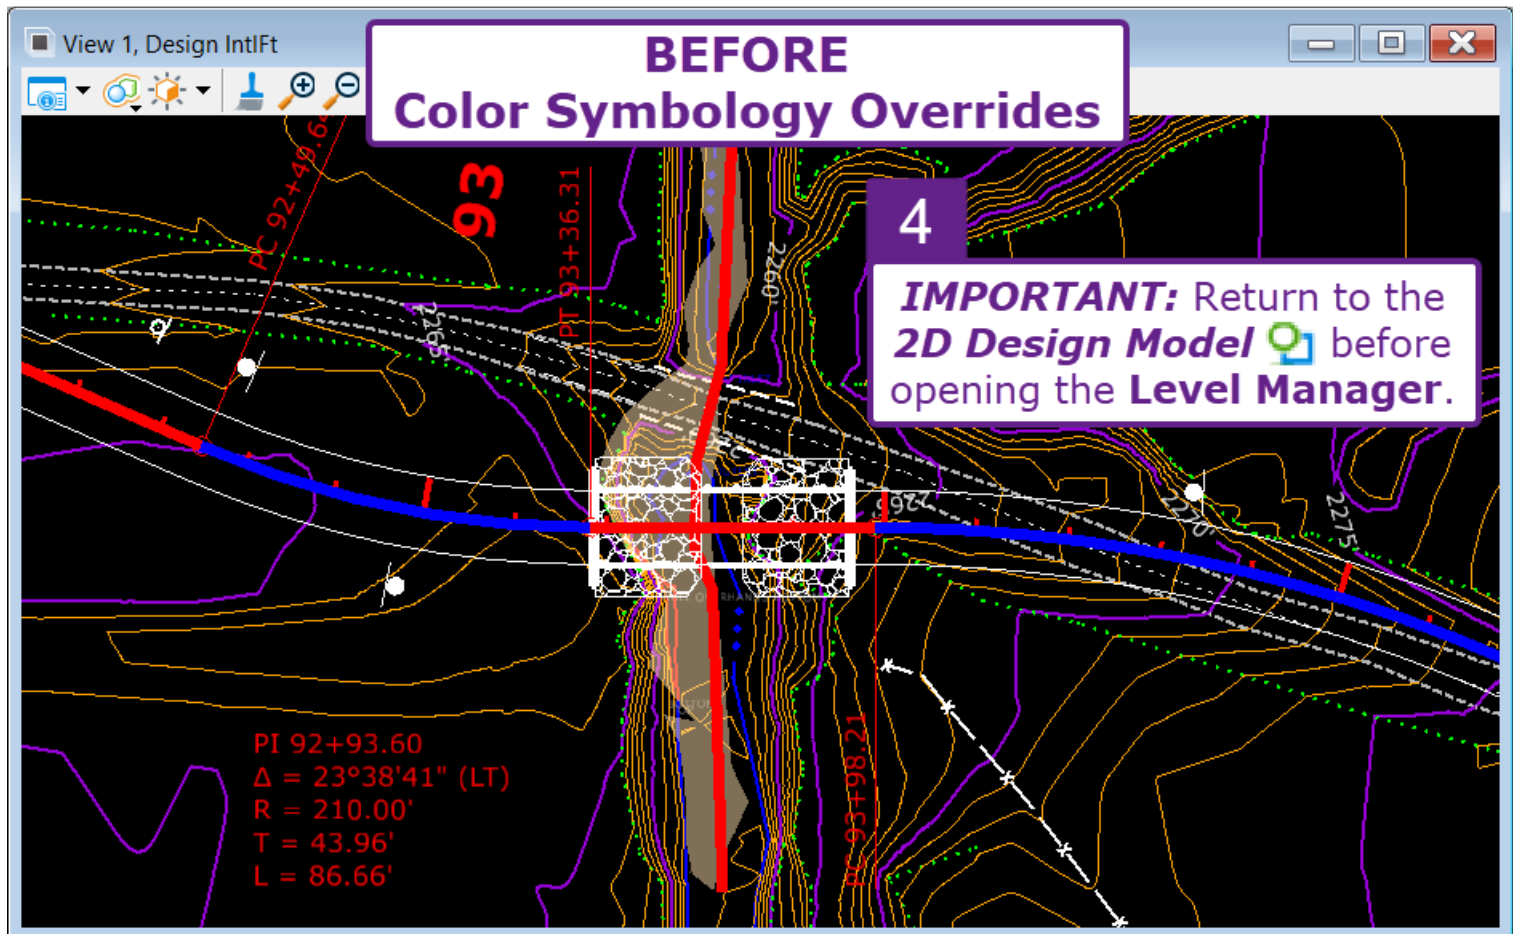 View 1, Design IntlFt
BEFORE
Color Symbology Overrides
PC 92+49.64
93
PT 93+36.31
2260'
4
IMPORTANT: Return to the
2D Design Model before
opening the Level Manager.
2265'
2265'
2270'
2275'
PI 92+93.60
Δ = 23°38'41" (LT)
R = 210.00'
T = 43.96'
L = 86.66'
PC 93+98.21